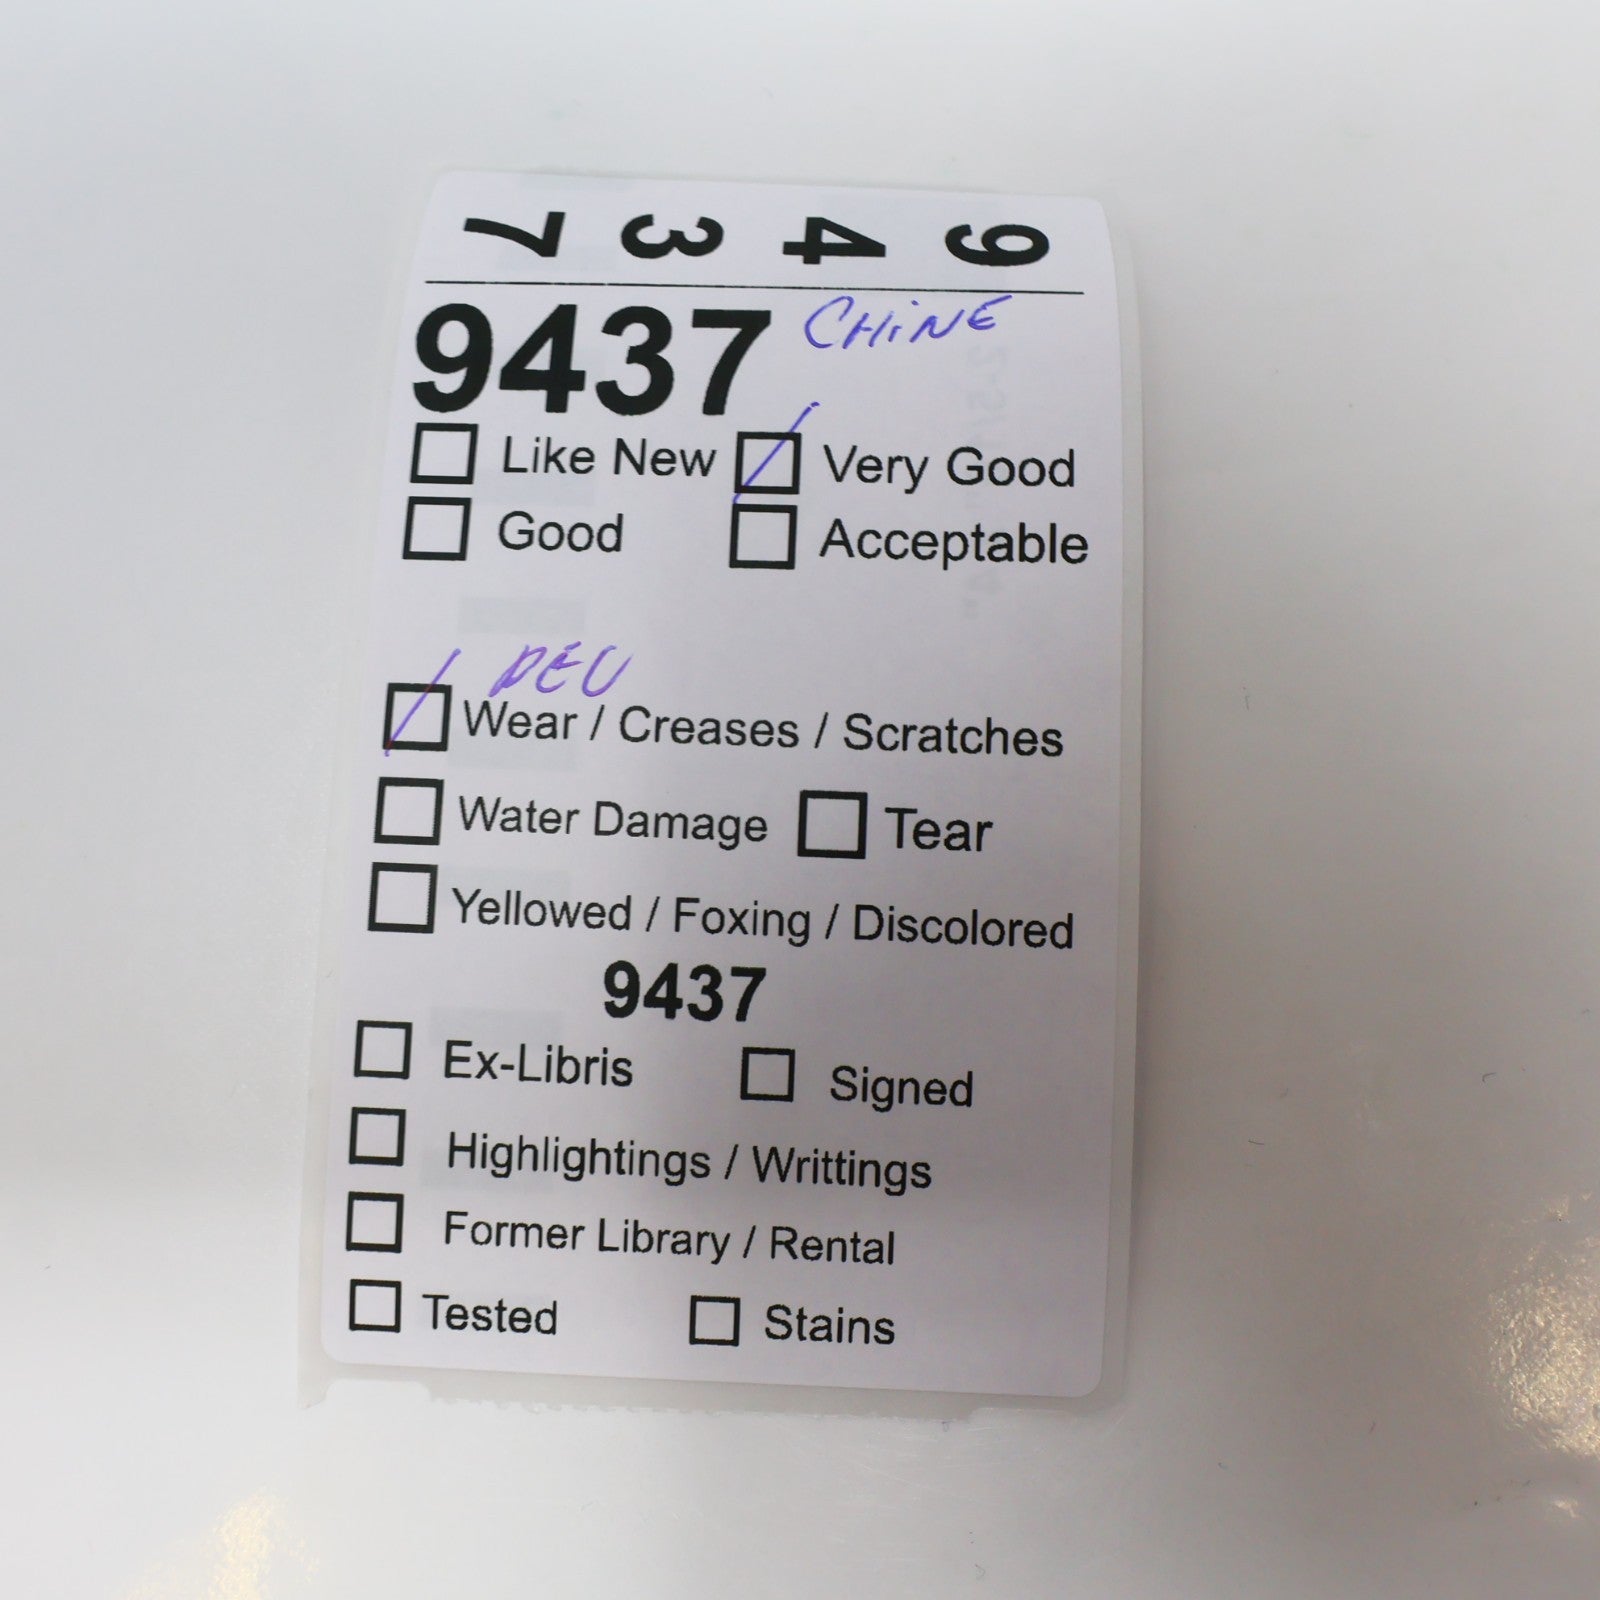 9 4 3 7
9437 CHiNE
Like New Very Good
Good Acceptable
PEU
Wear / Creases / Scratches
Water Damage Tear
Yellowed / Foxing / Discolored
9437
Ex-Libris Signed
Highlightings / Writtings
Former Library / Rental
Tested Stains